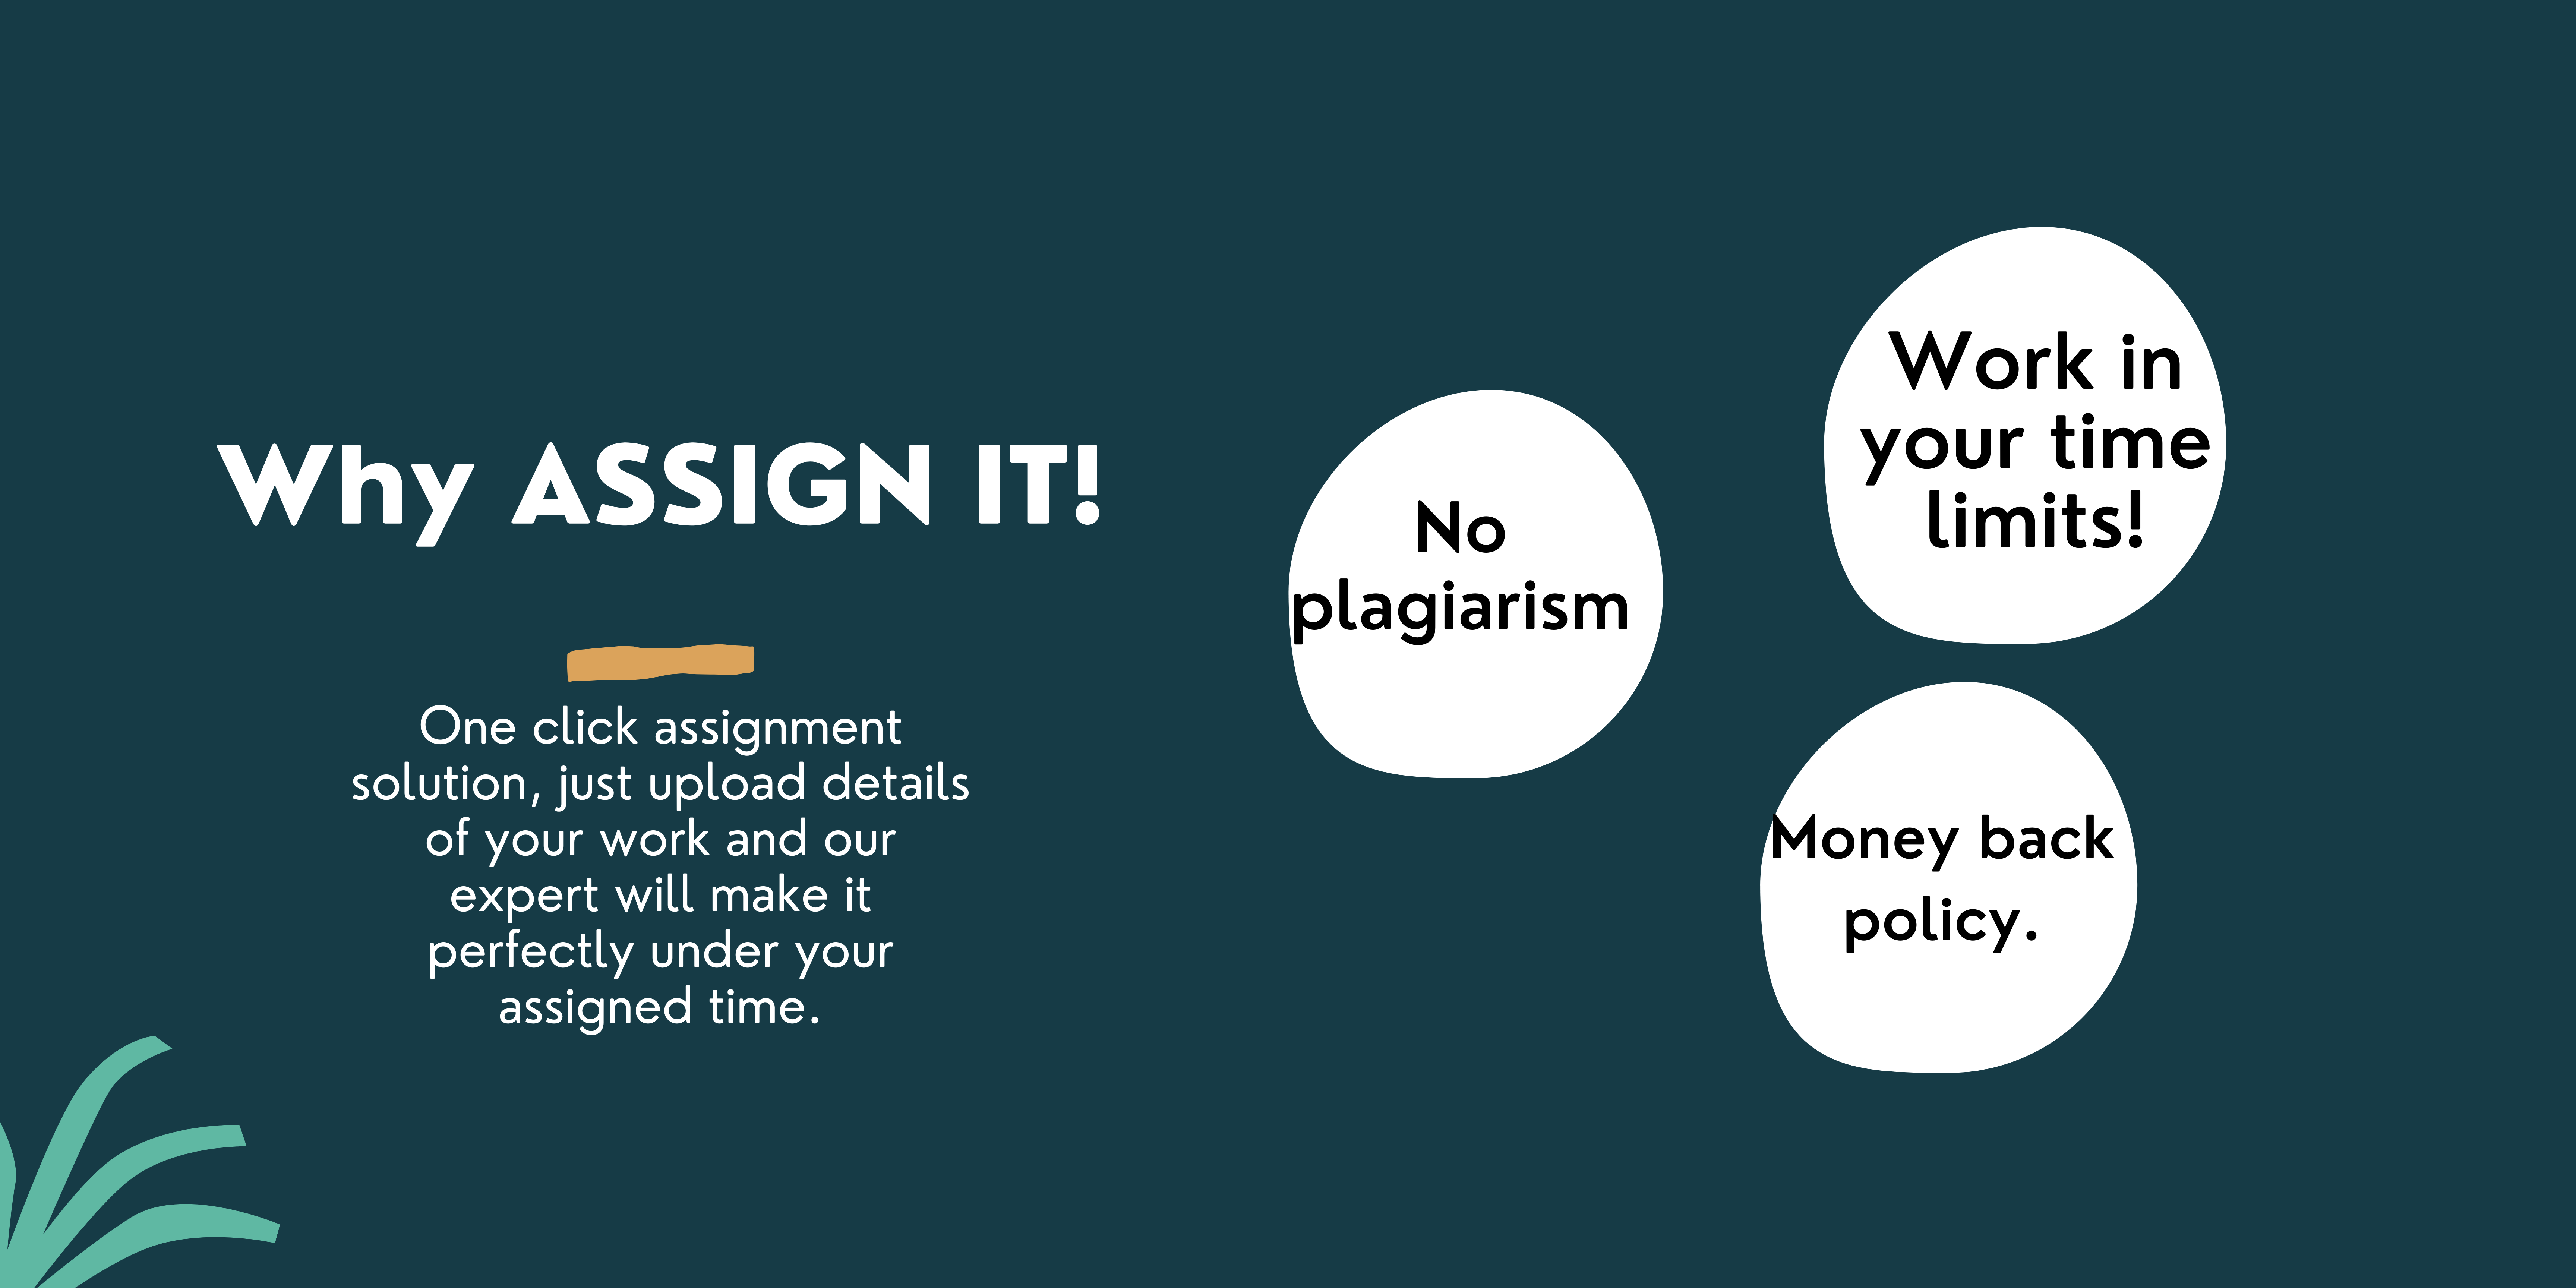 Why ASSIGN IT!
One click assignment
solution, just upload details
of your work and our
expert will make it
perfectly under your
assigned time.
No
plagiarism
Work in
your time
limits!
Money back
policy.